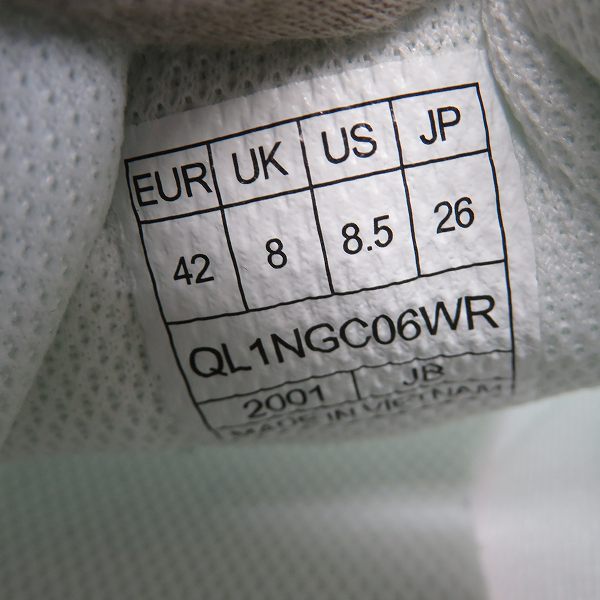 EUR UK US JP
42 8 8.5 26
QL1NGC06WR
2001 JB
MADE IN VIETNAM